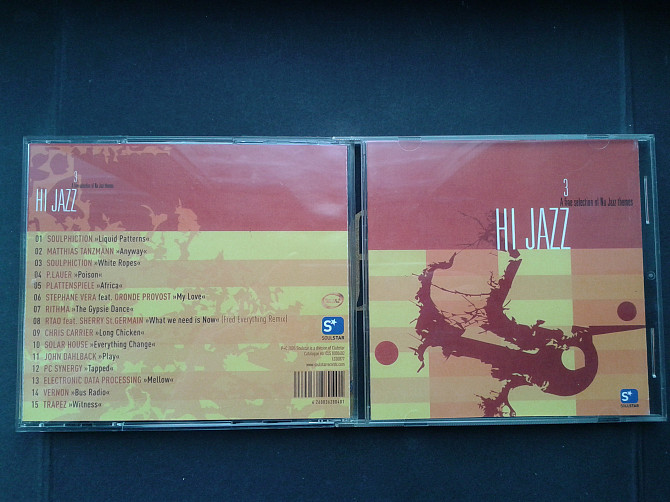 3
A fine selection of Nu Jazz themes
HI JAZZ
01 SOULPHICTION »Liquid Patterns«
02 MATTHIAS TANZMANN »Anyway«
03 SOULPHICTION »White Ropes«
04 P.LAUER »Poison«
05 PLATTENSPIELE »Africa«
06 STEPHANE VERA feat. ORONDE PROVOST »My Love«
07 RITHMA »The Gypsie Dance«
08 RTAD feat. SHERRY St.GERMAIN »What we need is Now« (Fred Everything Remix)
09 CHRIS CARRIER »Long Chicken«
10 SOLAR HOUSE »Everything Change«
11 JOHN DAHLBACK »Play«
12 PC SYNERGY »Tapped«
13 ELECTRONIC DATA PROCESSING »Mellow«
14 VERNON »Bus Radio«
15 TRAPEZ »Witness«
S*
SOULSTAR
3
A fine selection of Nu Jazz themes
HI JAZZ
S*
SOULSTAR